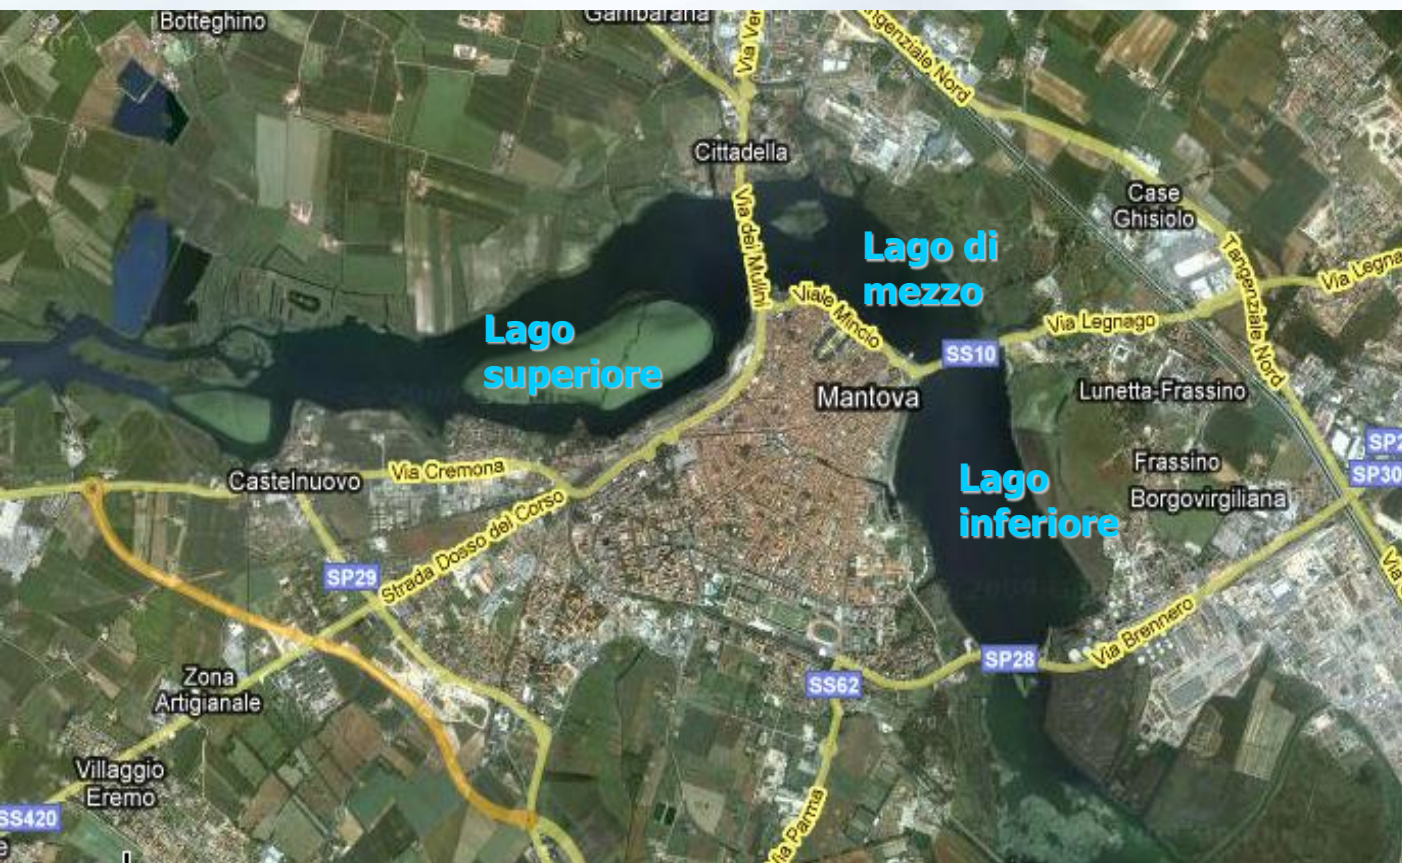 Botteghino
Gambarana
Via Ver
Tangenziale Nord
Cittadella
Via dei Mulini
Case
Ghisiolo
Lago di
mezzo
Tangenziale Nord
Via Legna
Viale Mincio
Via Legnago
SS10
Lago
superiore
Mantova
Lunetta-Frassino
SP2
SP30
Frassino
Borgovirgiliana
Castelnuovo
Via Cremona
Lago
inferiore
Strada Dosso del Corso
SP29
Via Brennero
SP28
SS62
Zona
Artigianale
Villaggio
Eremo
SS420
Via Parma
Via